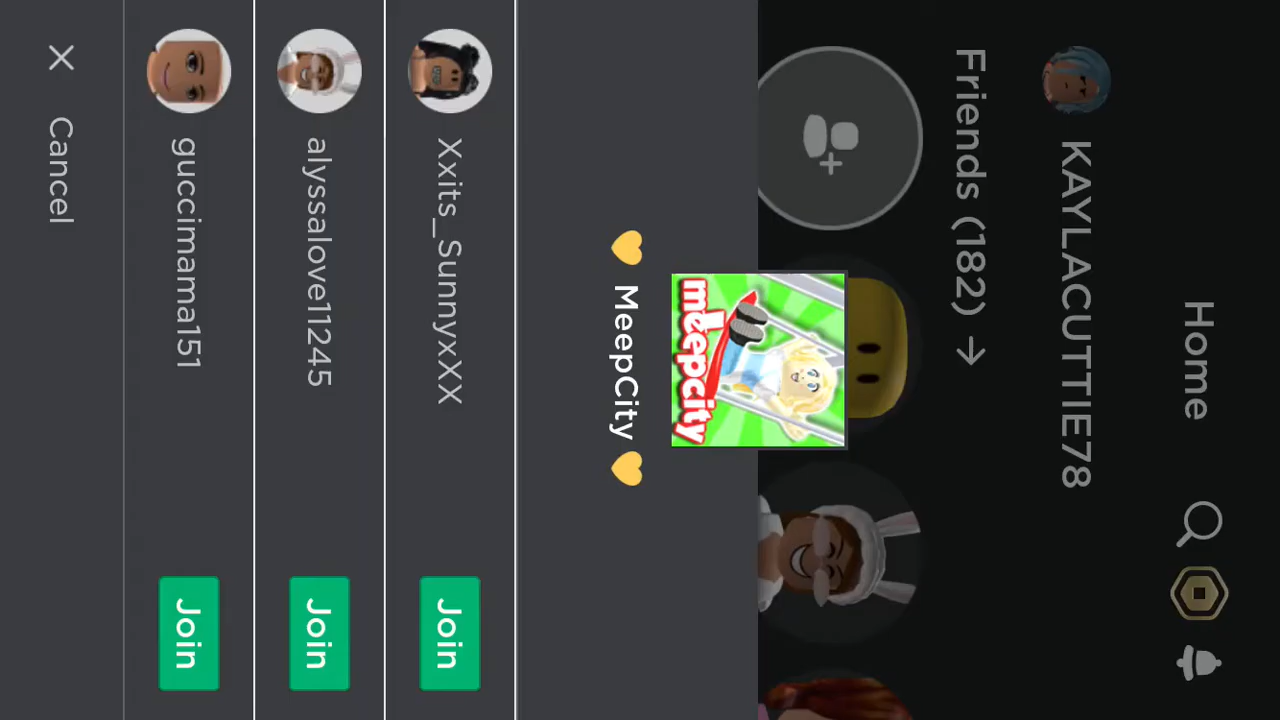 Home
KAYLACUTTIE78
Friends (182) →
meepcity
💛 MeepCity 💛
Xxits_SunnyxXX
Join
alyssalove11245
Join
guccimama151
Join
Cancel